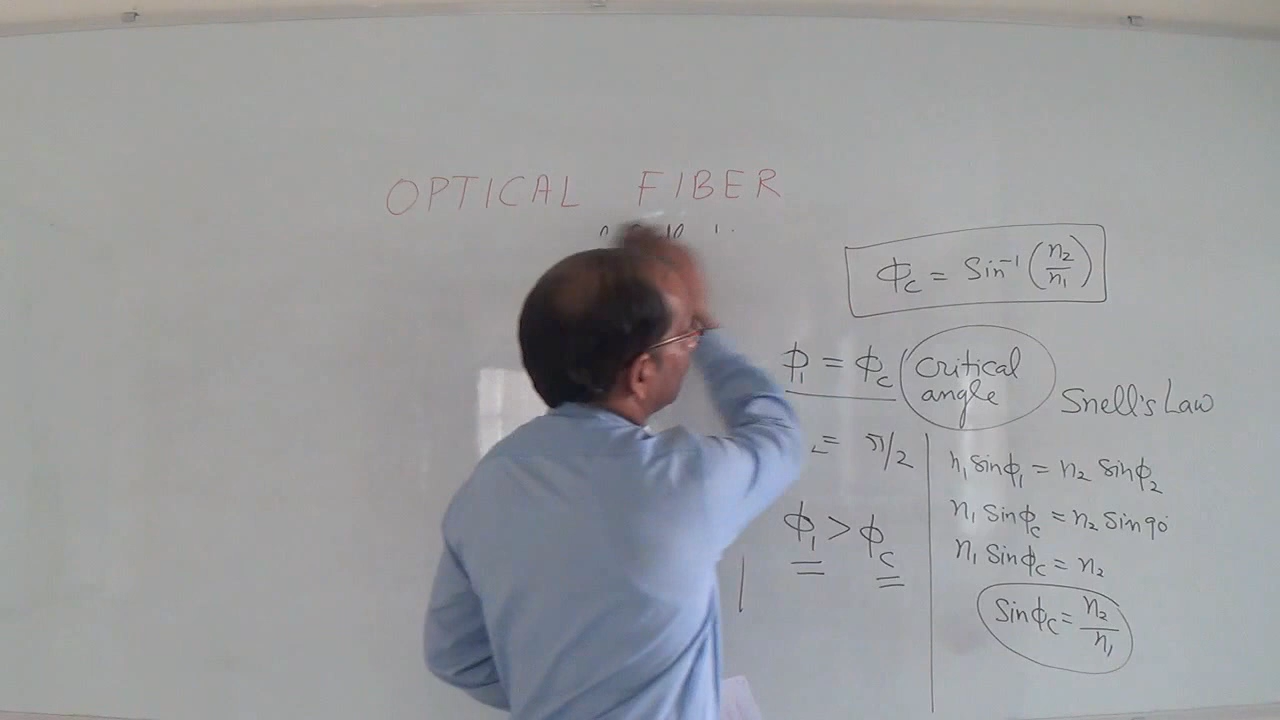 OPTICAL FIBER
ϕc = Sin⁻¹ (n₂/n₁)
ϕ₁ = ϕc (critical
angle
Snell's Law
= π/2
ϕ₁ > ϕc
n₁ sinϕ₁ = n₂ sinϕ₂
n₁ Sinϕc = n₂ Sin90°
n₁ Sinϕc = n₂
Sinϕc = n₂/n₁